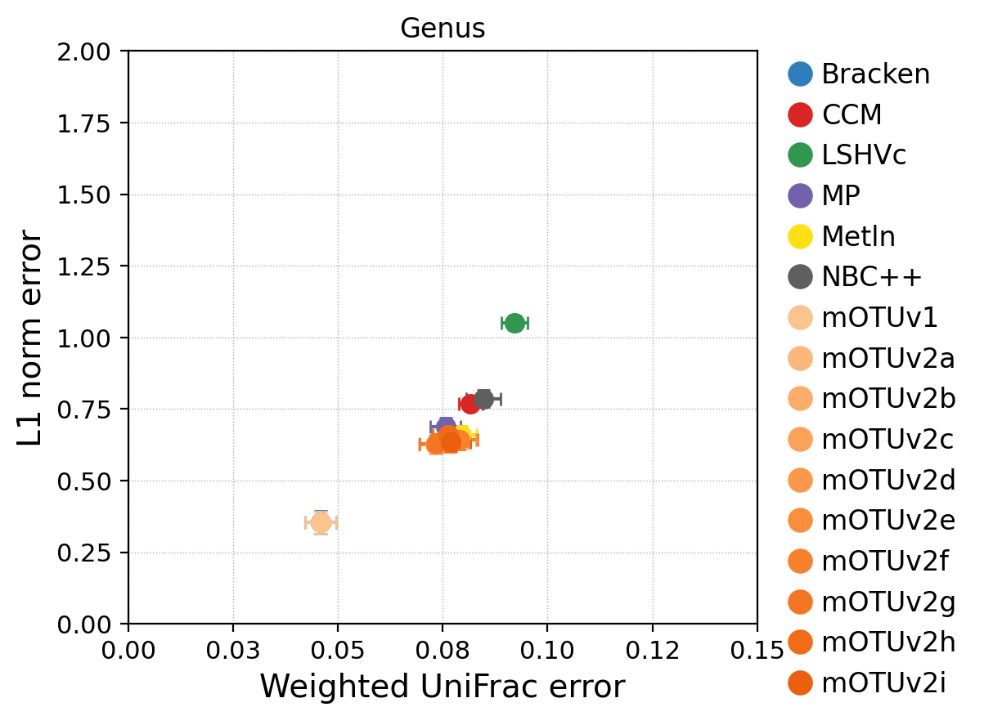 Genus
L1 norm error
2.00
1.75
1.50
1.25
1.00
0.75
0.50
0.25
0.00
0.00 0.03 0.05 0.08 0.10 0.12 0.15
Weighted UniFrac error
Bracken
CCM
LSHVc
MP
Metln
NBC++
mOTUv1
mOTUv2a
mOTUv2b
mOTUv2c
mOTUv2d
mOTUv2e
mOTUv2f
mOTUv2g
mOTUv2h
mOTUv2i